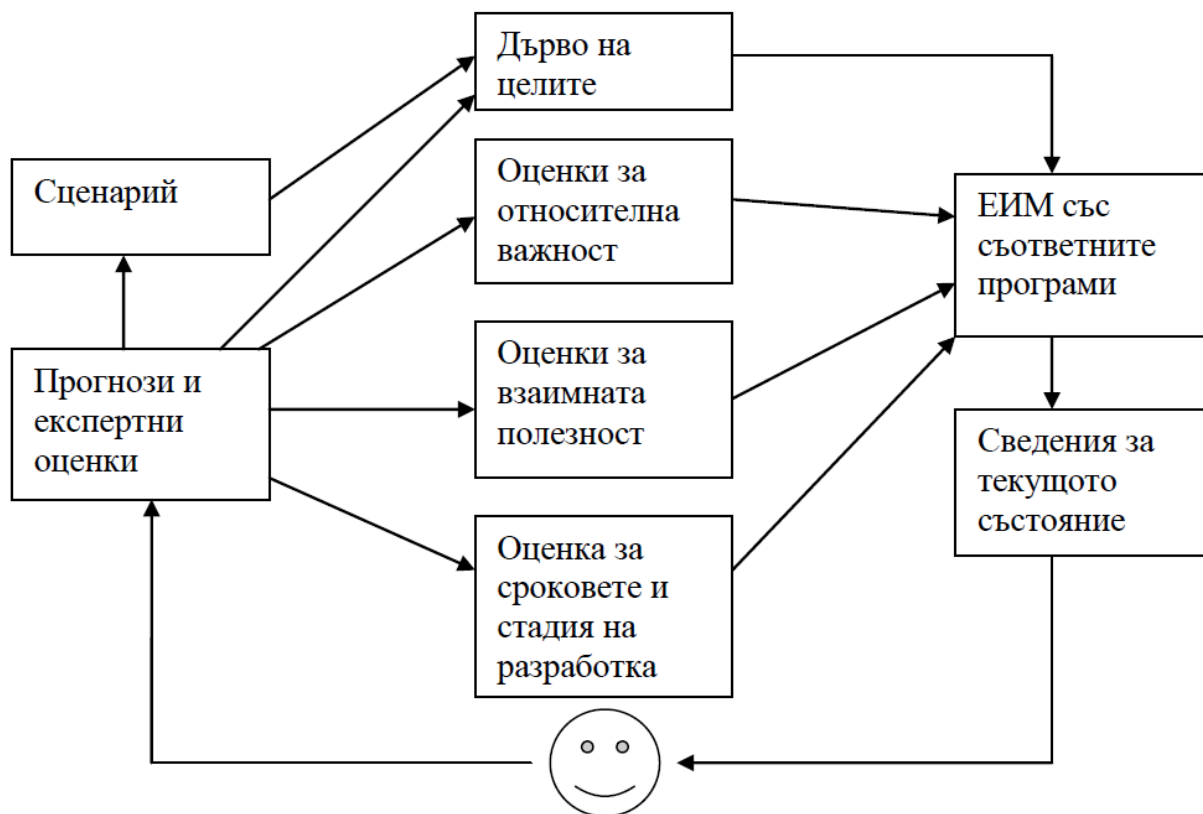 Дърво на
целите
Сценарий
Оценки за
относителна
важност
ЕИМ със
съответните
програми
Прогнози и
експертни
оценки
Оценки за
взаимната
полезност
Сведения за
текущото
състояние
Оценка за
сроковете и
стадия на
разработка